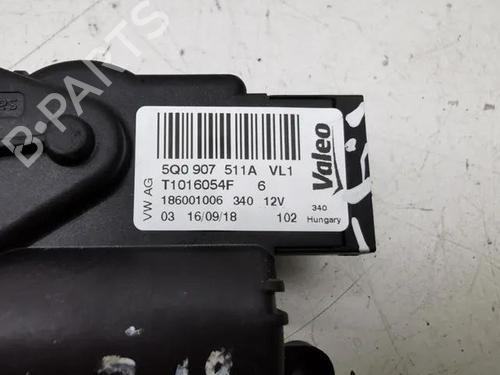 B-PARTS
5Q0 907 511A VL1
T1016054F 6
186001006 340 12V
03 16/09/18 102
VW AG
Valeo
340
Hungary